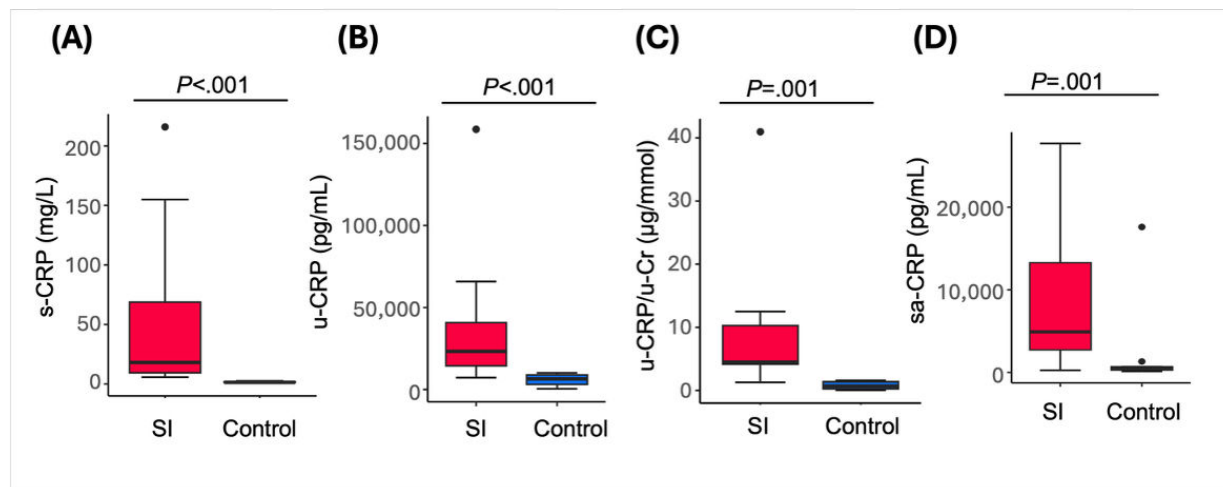 (A)
P<.001
s-CRP (mg/L)
200
150
100
50
0
SI Control
(B)
P<.001
u-CRP (pg/mL)
150,000
100,000
50,000
0
SI Control
(C)
P=.001
u-CRP/u-Cr (µg/mmol)
40
30
20
10
0
SI Control
(D)
P=.001
sa-CRP (pg/mL)
20,000
10,000
0
SI Control